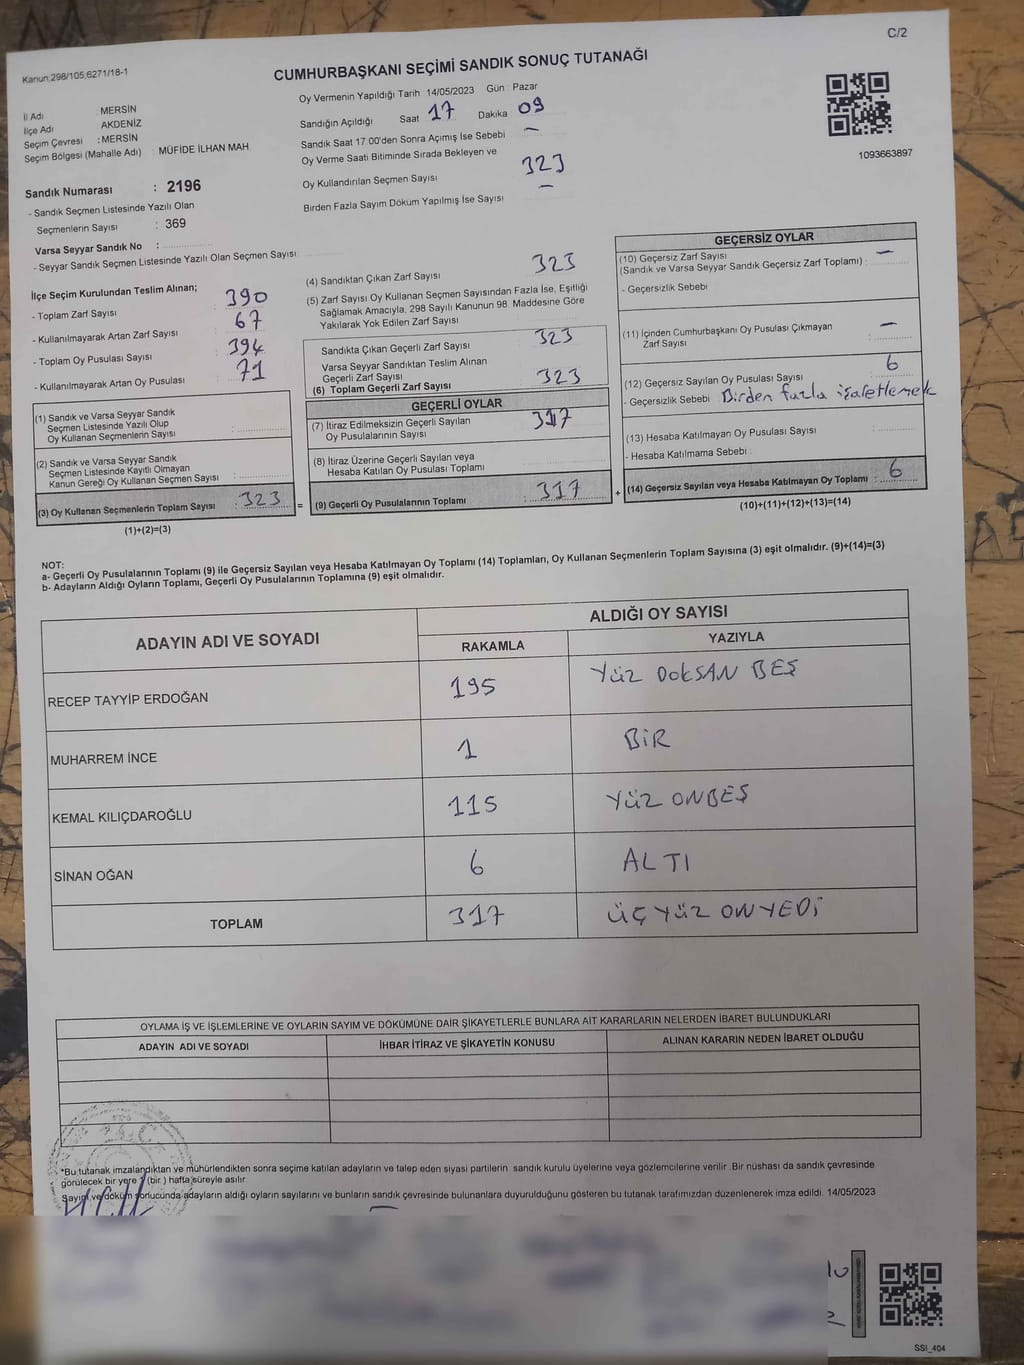 C/2
Kanun:298/105,6271/18-1
CUMHURBAŞKANI SEÇİMİ SANDIK SONUÇ TUTANAĞI
İl Adı MERSİN
İlçe Adı AKDENİZ
Seçim Çevresi :MERSİN
Seçim Bölgesi (Mahalle Adı) MÜFİDE İLHAN MAH
Sandık Numarası : 2196
- Sandık Seçmen Listesinde Yazılı Olan
Seçmenlerin Sayısı : 369
Varsa Seyyar Sandık No :
- Seyyar Sandık Seçmen Listesinde Yazılı Olan Seçmen Sayısı
Oy Vermenin Yapıldığı Tarih 14/05/2023 Gün Pazar
Sandığın Açıldığı Saat 17 Dakika 09
Sandık Saat 17.00'den Sonra Açımış İse Sebebi –
Oy Verme Saati Bitiminde Sırada Bekleyen ve
Oy Kullandırılan Seçmen Sayısı 323
Birden Fazla Sayım Döküm Yapılmış İse Sayısı –
1093663897
İlçe Seçim Kurulundan Teslim Alınan;
- Toplam Zarf Sayısı 390
- Kullanılmayarak Artan Zarf Sayısı 67
- Toplam Oy Pusulası Sayısı 394
- Kullanılmayarak Artan Oy Pusulası 71
(1) Sandık ve Varsa Seyyar Sandık
Seçmen Listesinde Yazılı Olup
Oy Kullanan Seçmenlerin Sayısı :
(2) Sandık ve Varsa Seyyar Sandık
Seçmen Listesinde Kayıtlı Olmayan
Kanun Gereği Oy Kullanan Seçmen Sayısı :
(3) Oy Kullanan Seçmenlerin Toplam Sayısı : 323
(1)+(2)=(3)
=
(4) Sandıktan Çıkan Zarf Sayısı 323
(5) Zarf Sayısı Oy Kullanan Seçmen Sayısından Fazla İse, Eşitliği
Sağlamak Amacıyla, 298 Sayılı Kanunun 98. Maddesine Göre
Yakılarak Yok Edilen Zarf Sayısı
Sandıkta Çıkan Geçerli Zarf Sayısı 323
Varsa Seyyar Sandıktan Teslim Alınan
Geçerli Zarf Sayısı
(6) Toplam Geçerli Zarf Sayısı 323
GEÇERLİ OYLAR
(7) İtiraz Edilmeksizin Geçerli Sayılan
Oy Pusulalarının Sayısı 317
(8) İtiraz Üzerine Geçerli Sayılan veya
Hesaba Katılan Oy Pusulası Toplamı
(9) Geçerli Oy Pusulalarının Toplamı : 317
+
GEÇERSİZ OYLAR
(10) Geçersiz Zarf Sayısı
(Sandık ve Varsa Seyyar Sandık Geçersiz Zarf Toplamı) : –
- Geçersizlik Sebebi
(11) İçinden Cumhurbaşkanı Oy Pusulası Çıkmayan
Zarf Sayısı : –
(12) Geçersiz Sayılan Oy Pusulası Sayısı 6
- Geçersizlik Sebebi Birden fazla işaretlemek
(13) Hesaba Katılmayan Oy Pusulası Sayısı
- Hesaba Katılmama Sebebi :
(14) Geçersiz Sayılan veya Hesaba Katılmayan Oy Toplamı : 6
(10)+(11)+(12)+(13)=(14)
NOT:
a- Geçerli Oy Pusulalarının Toplamı (9) ile Geçersiz Sayılan veya Hesaba Katılmayan Oy Toplamı (14) Toplamları, Oy Kullanan Seçmenlerin Toplam Sayısına (3) eşit olmalıdır. (9)+(14)=(3)
b- Adayların Aldığı Oyların Toplamı, Geçerli Oy Pusulalarının Toplamına (9) eşit olmalıdır.
ADAYIN ADI VE SOYADI ALDIĞI OY SAYISI
RAKAMLA YAZIYLA
RECEP TAYYİP ERDOĞAN 195 YÜZ DOKSAN BEŞ
MUHARREM İNCE 1 BİR
KEMAL KILIÇDAROĞLU 115 YÜZ ONBEŞ
SİNAN OĞAN 6 ALTI
TOPLAM 317 ÜÇ YÜZ ONYEDİ
OYLAMA İŞ VE İŞLEMLERİNE VE OYLARIN SAYIM VE DÖKÜMÜNE DAİR ŞİKAYETLERLE BUNLARA AİT KARARLARIN NELERDEN İBARET BULUNDUKLARI
ADAYIN ADI VE SOYADI İHBAR İTİRAZ VE ŞİKAYETİN KONUSU ALINAN KARARIN NEDEN İBARET OLDUĞU
*Bu tutanak imzalandıktan ve mühürlendikten sonra seçime katılan adayların ve talep eden siyasi partilerin sandık kurulu üyelerine veya gözlemcilerine verilir. Bir nüshası da sandık çevresinde
görülecek bir yere 1 (bir ) hafta süreyle asılır.
Sayım ve döküm sonucunda adayların aldığı oyların sayılarını ve bunların sandık çevresinde bulunanlara duyurulduğunu gösteren bu tutanak tarafımızdan düzenlenerek imza edildi. 14/05/2023
SSI_404